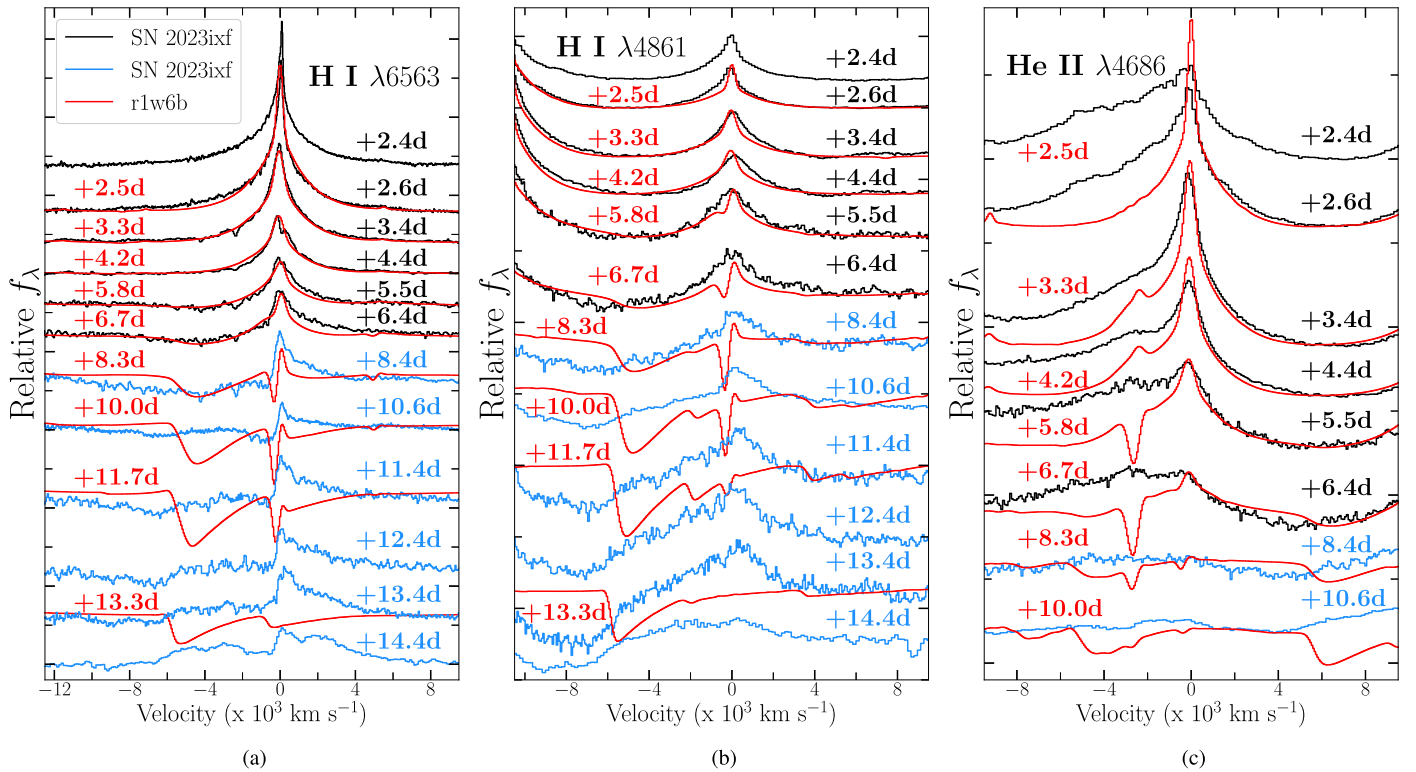 SN 2023ixf
SN 2023ixf
r1w6b
H I λ6563
+2.4d
+2.5d
+2.6d
+3.3d
+3.4d
+4.2d
+4.4d
+5.8d
+5.5d
+6.7d
+6.4d
+8.3d
+8.4d
+10.0d
+10.6d
+11.7d
+11.4d
+12.4d
+13.3d
+13.4d
+14.4d
Relative fλ
−12
−8
−4
0
4
8
Velocity (x 10³ km s⁻¹)
(a)
H I λ4861
+2.4d
+2.5d
+2.6d
+3.3d
+3.4d
+4.2d
+4.4d
+5.8d
+5.5d
+6.7d
+6.4d
+8.3d
+8.4d
+10.0d
+10.6d
+11.7d
+11.4d
+12.4d
+13.4d
+13.3d
+14.4d
Relative fλ
−8
−4
0
4
8
Velocity (x 10³ km s⁻¹)
(b)
He II λ4686
+2.4d
+2.5d
+2.6d
+3.3d
+3.4d
+4.2d
+4.4d
+5.8d
+5.5d
+6.7d
+6.4d
+8.3d
+8.4d
+10.0d
+10.6d
Relative fλ
−8
−4
0
4
8
Velocity (x 10³ km s⁻¹)
(c)